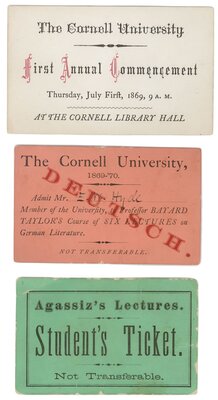 The Cornell University
First Annual Commencement
Thursday, July First, 1869, 9 A. M.
AT THE CORNELL LIBRARY HALL
The Cornell University,
1869-70.
Admit Mr. Hyde
Member of the University, to Professor BAYARD
TAYLOR'S Course of SIX LECTURES on
German Literature.
NOT TRANSFERABLE.
DEUTSCH.
Agassiz's Lectures.
Student's Ticket.
Not Transferable.